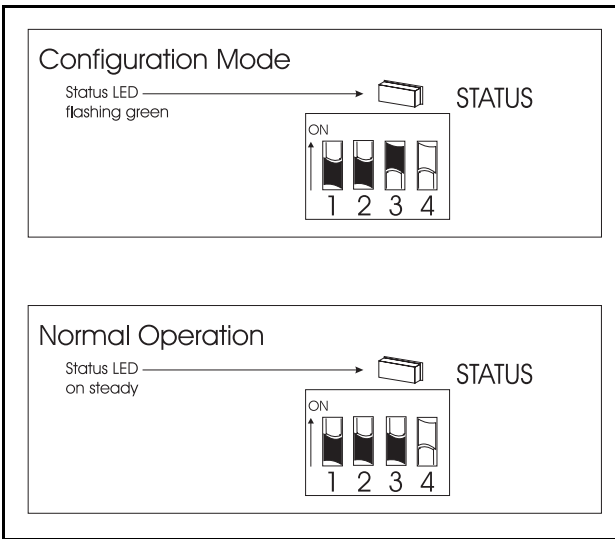 Configuration Mode
Status LED
flashing green
STATUS
ON
1 2 3 4
Normal Operation
Status LED
on steady
STATUS
ON
1 2 3 4